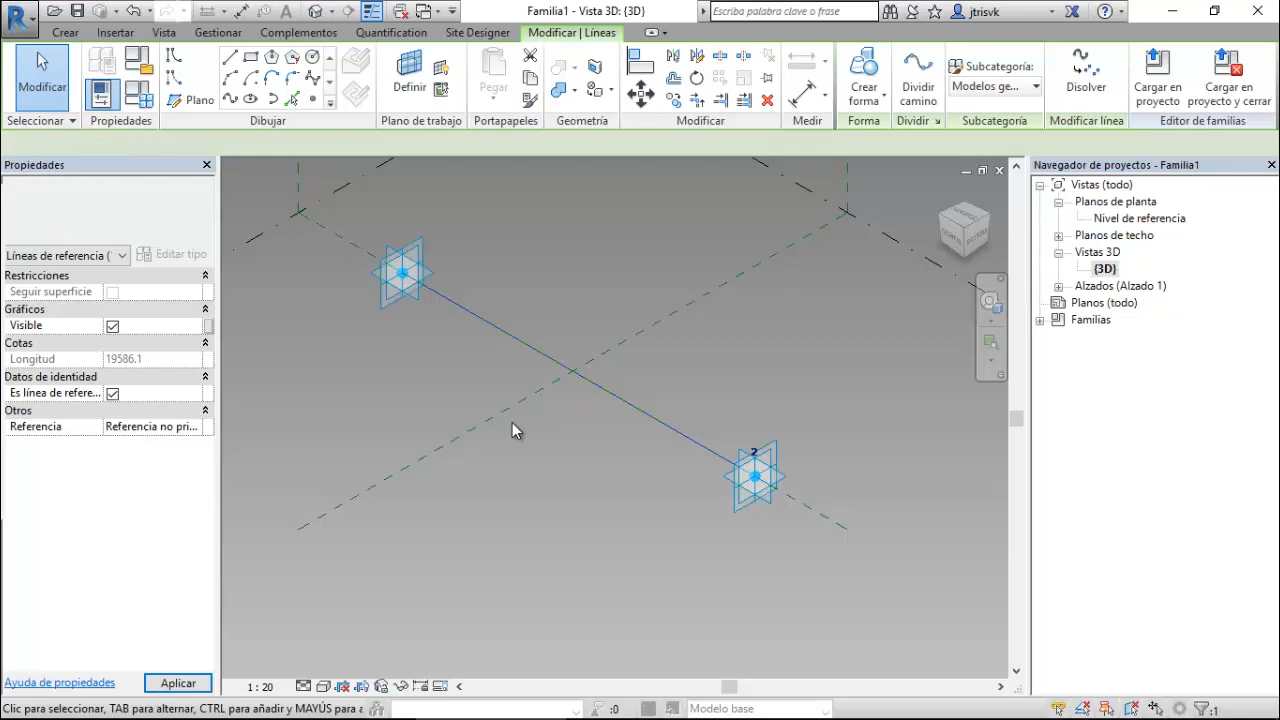 Familia1 - Vista 3D: {3D}
Escriba palabra clave o frase
jtrisvk
Crear
Insertar
Vista
Gestionar
Complementos
Quantification
Site Designer
Modificar | Líneas
Modificar
Plano
Definir
Pegar
Crear forma
Dividir camino
Subcategoría:
Modelos ge...
Disolver
Cargar en proyecto
Cargar en proyecto y cerrar
Seleccionar
Propiedades
Dibujar
Plano de trabajo
Portapapeles
Geometría
Modificar
Medir
Forma
Dividir
Subcategoría
Modificar línea
Editor de familias
Propiedades
Líneas de referencia (
Editar tipo
Restricciones
Seguir superficie
Gráficos
Visible
Cotas
Longitud 19586.1
Datos de identidad
Es línea de refere...
Otros
Referencia Referencia no pri...
Ayuda de propiedades
Aplicar
2
Navegador de proyectos - Familia1
Vistas (todo)
Planos de planta
Nivel de referencia
Planos de techo
Vistas 3D
{3D}
Alzados (Alzado 1)
Planos (todo)
Familias
1 : 20
Clic para seleccionar, TAB para alternar, CTRL para añadir y MAYÚS para a
:0
Modelo base
:1